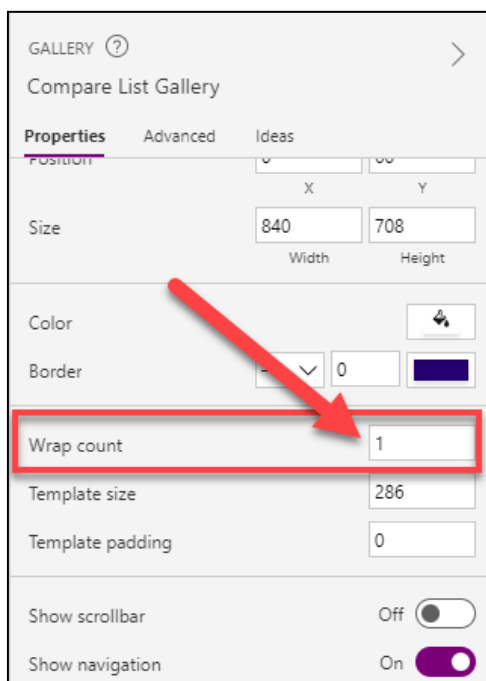 GALLERY ?
Compare List Gallery
Properties Advanced Ideas
Position
X Y
Size 840 708
Width Height
Color
Border 0
Wrap count 1
Template size 286
Template padding 0
Show scrollbar Off
Show navigation On